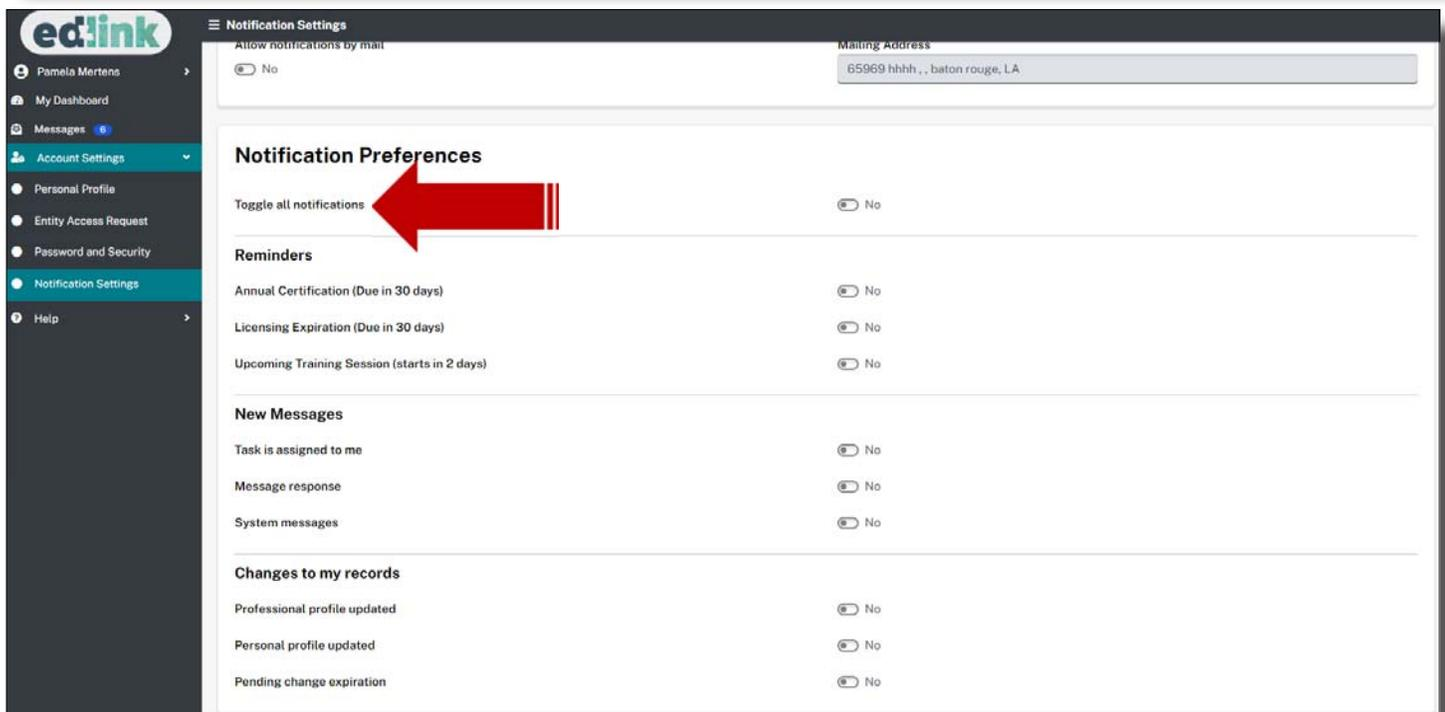 ed:link
Notification Settings
Pamela Mertens
My Dashboard
Messages 6
Account Settings
Personal Profile
Entity Access Request
Password and Security
Notification Settings
Help
Allow notifications by mail
No
Mailing Address
65969 hhhh , , baton rouge, LA
Notification Preferences
Toggle all notifications No
Reminders
Annual Certification (Due in 30 days) No
Licensing Expiration (Due in 30 days) No
Upcoming Training Session (starts in 2 days) No
New Messages
Task is assigned to me No
Message response No
System messages No
Changes to my records
Professional profile updated No
Personal profile updated No
Pending change expiration No